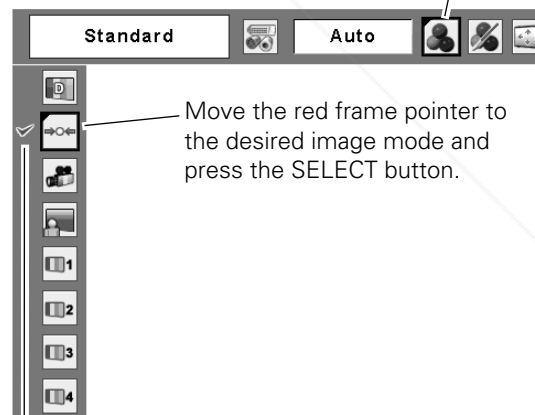 Standard
Auto
D
Move the red frame pointer to
the desired image mode and
press the SELECT button.
1
2
3
4